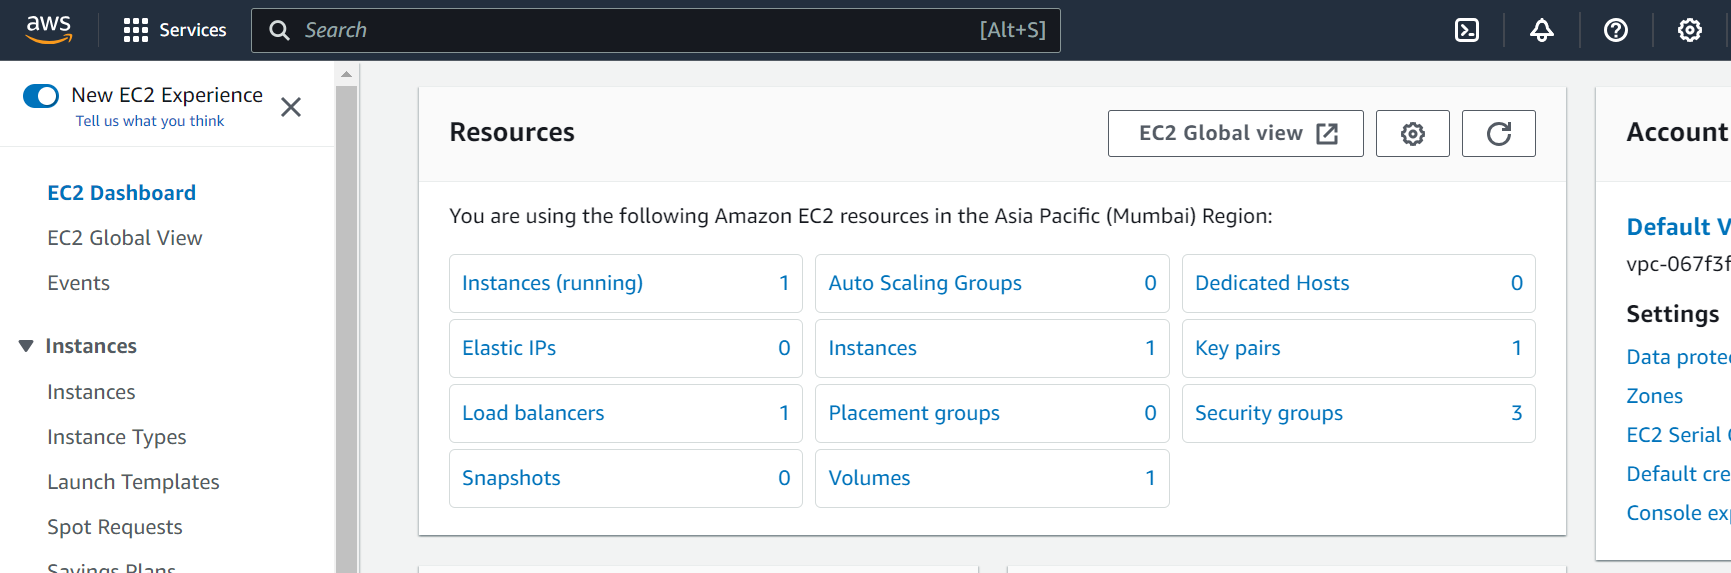 aws
Services
Search
[Alt+S]
New EC2 Experience
Tell us what you think
EC2 Dashboard
EC2 Global View
Events
Instances
Instances
Instance Types
Launch Templates
Spot Requests
Savings Plans
Resources
EC2 Global view
You are using the following Amazon EC2 resources in the Asia Pacific (Mumbai) Region:
Instances (running) 1
Auto Scaling Groups 0
Dedicated Hosts 0
Elastic IPs 0
Instances 1
Key pairs 1
Load balancers 1
Placement groups 0
Security groups 3
Snapshots 0
Volumes 1
Account
Default V
vpc-067f3f
Settings
Data prote
Zones
EC2 Serial
Default cre
Console ex